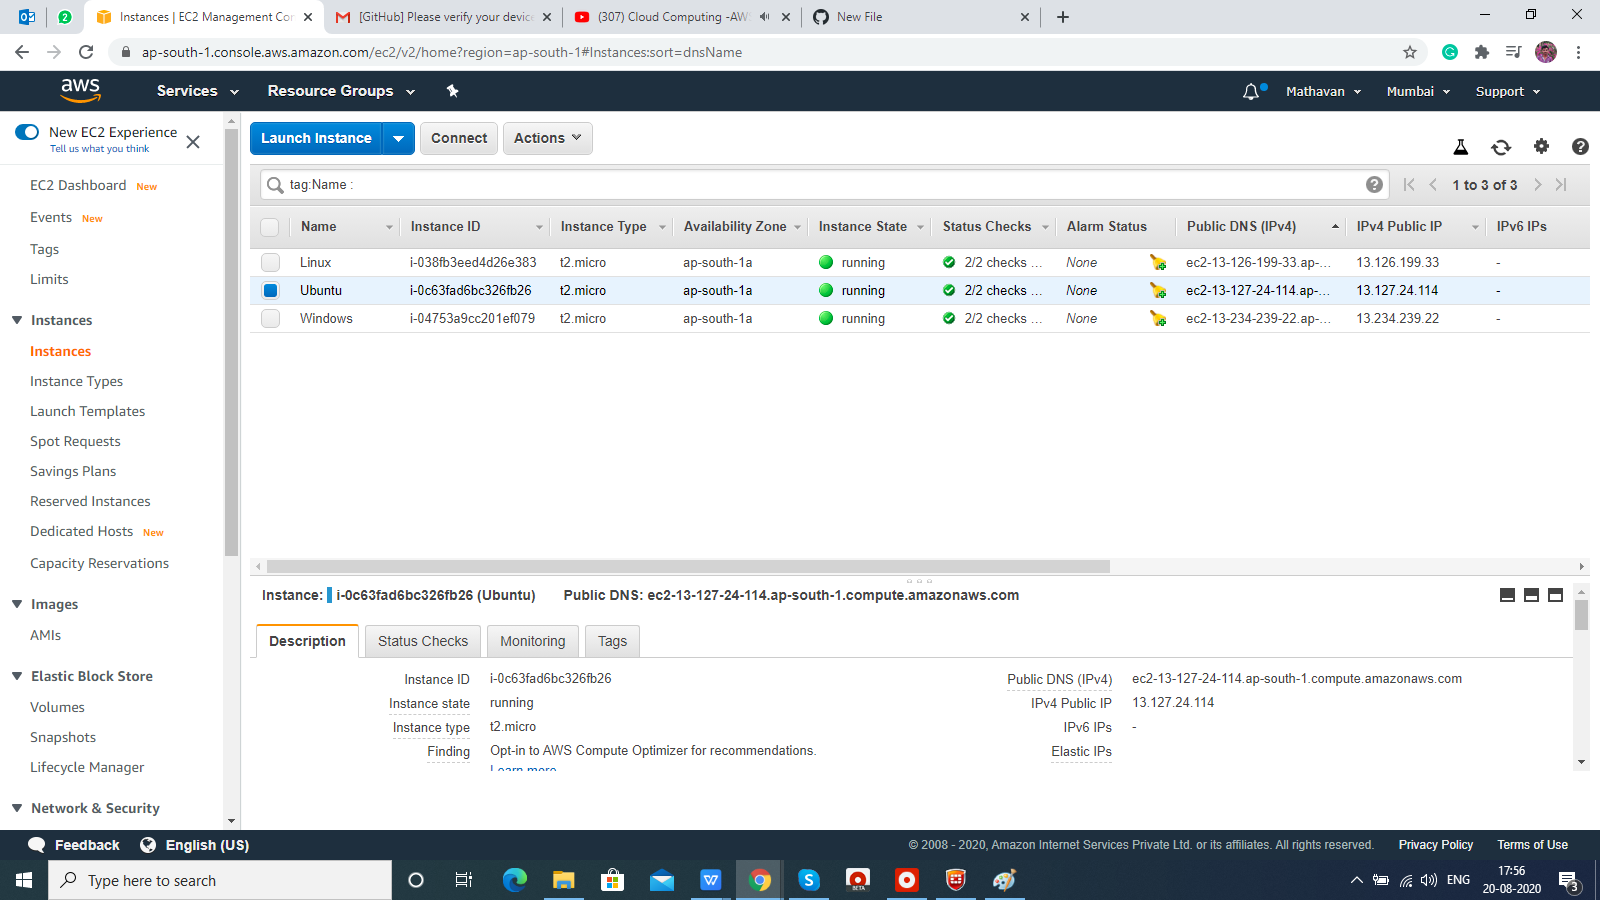 2
Instances | EC2 Management Con
[GitHub] Please verify your device
(307) Cloud Computing -AWS
New File
ap-south-1.console.aws.amazon.com/ec2/v2/home?region=ap-south-1#Instances:sort=dnsName
aws
Services
Resource Groups
Mathavan
Mumbai
Support
New EC2 Experience
Tell us what you think
EC2 Dashboard New
Events New
Tags
Limits
Instances
Instances
Instance Types
Launch Templates
Spot Requests
Savings Plans
Reserved Instances
Dedicated Hosts New
Capacity Reservations
Images
AMIs
Elastic Block Store
Volumes
Snapshots
Lifecycle Manager
Network & Security
Launch Instance
Connect
Actions
tag:Name :
1 to 3 of 3
Name Instance ID Instance Type Availability Zone Instance State Status Checks Alarm Status Public DNS (IPv4) IPv4 Public IP IPv6 IPs
Linux i-038fb3eed4d26e383 t2.micro ap-south-1a running 2/2 checks ... None ec2-13-126-199-33.ap-... 13.126.199.33 -
Ubuntu i-0c63fad6bc326fb26 t2.micro ap-south-1a running 2/2 checks ... None ec2-13-127-24-114.ap-... 13.127.24.114 -
Windows i-04753a9cc201ef079 t2.micro ap-south-1a running 2/2 checks ... None ec2-13-234-239-22.ap-... 13.234.239.22 -
Instance: i-0c63fad6bc326fb26 (Ubuntu) Public DNS: ec2-13-127-24-114.ap-south-1.compute.amazonaws.com
Description Status Checks Monitoring Tags
Instance ID i-0c63fad6bc326fb26
Instance state running
Instance type t2.micro
Finding Opt-in to AWS Compute Optimizer for recommendations.
Learn more
Public DNS (IPv4) ec2-13-127-24-114.ap-south-1.compute.amazonaws.com
IPv4 Public IP 13.127.24.114
IPv6 IPs -
Elastic IPs
Feedback
English (US)
© 2008 - 2020, Amazon Internet Services Private Ltd. or its affiliates. All rights reserved.
Privacy Policy
Terms of Use
Type here to search
BETA
ENG
17:56
20-08-2020
3